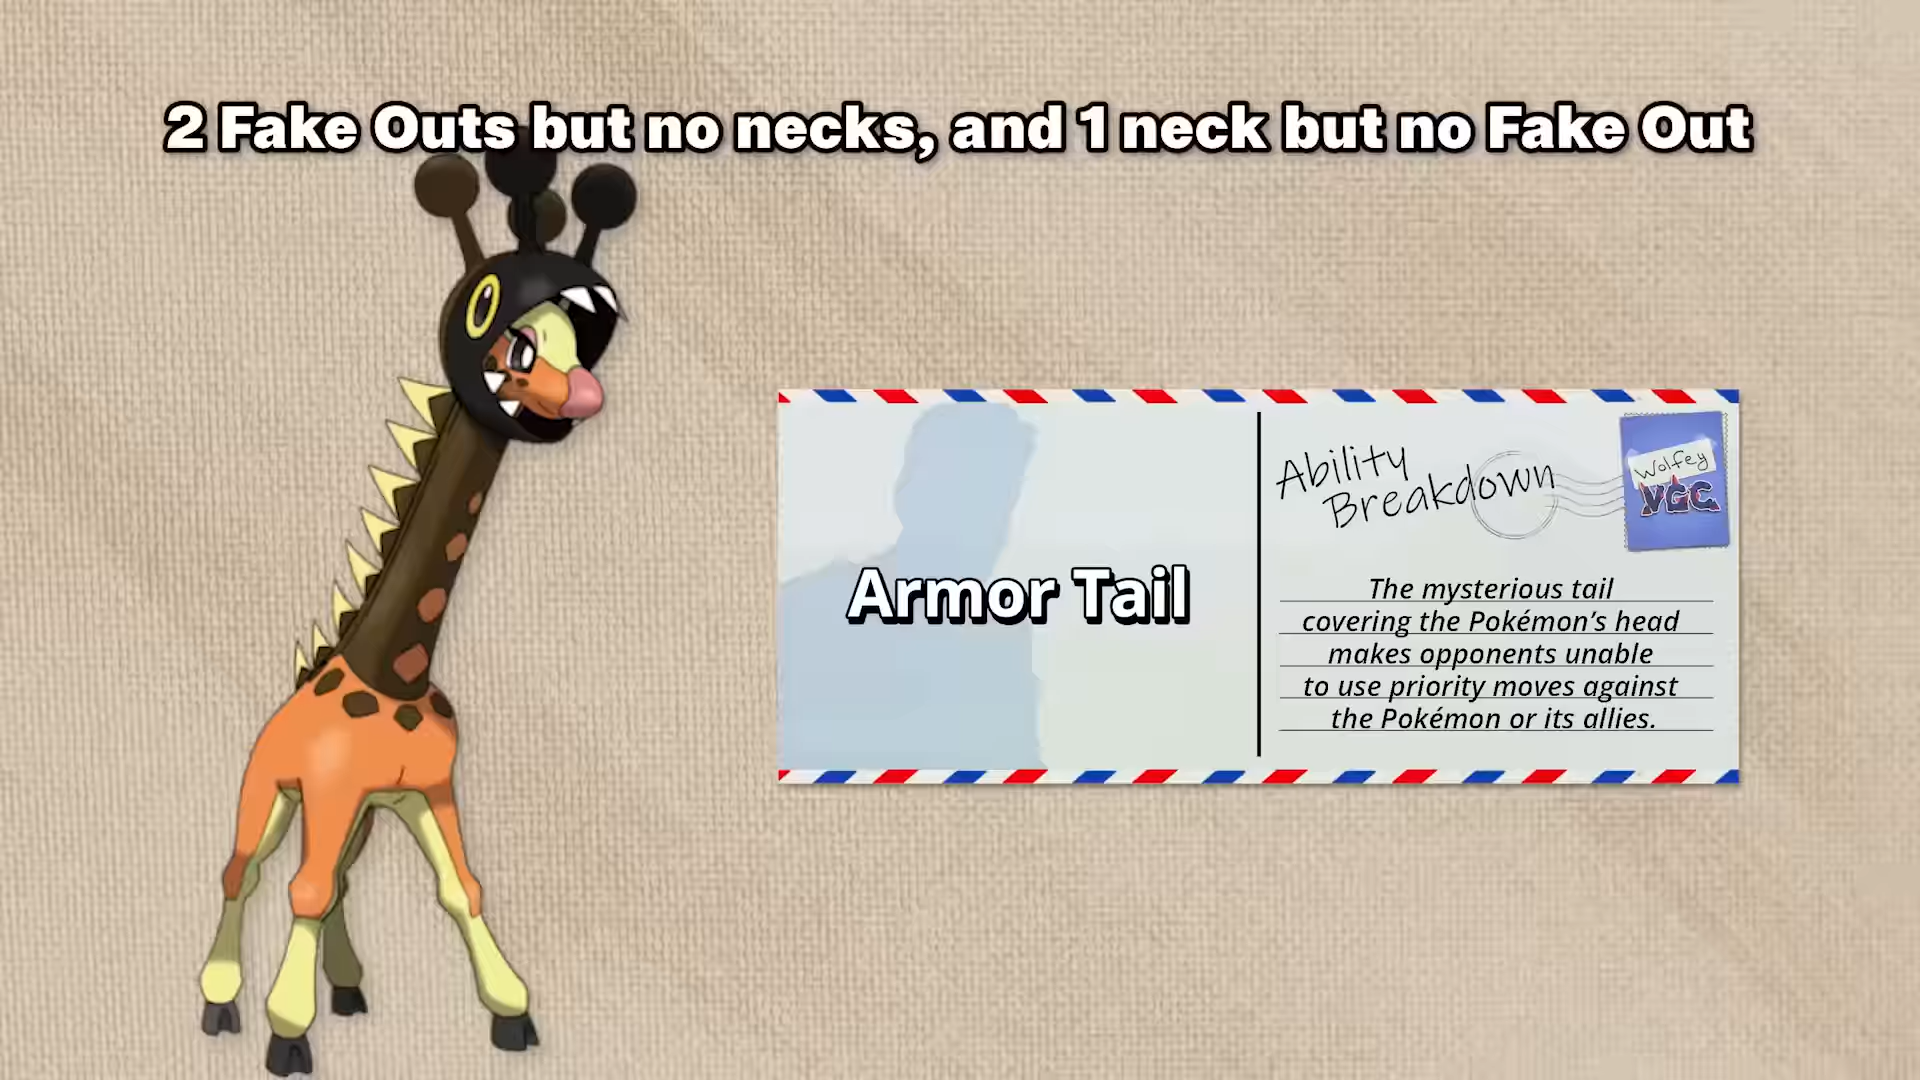 2 Fake Outs but no necks, and 1 neck but no Fake Out
Armor Tail
Ability
Breakdown
Wolfey
VGC
The mysterious tail
covering the Pokémon's head
makes opponents unable
to use priority moves against
the Pokémon or its allies.